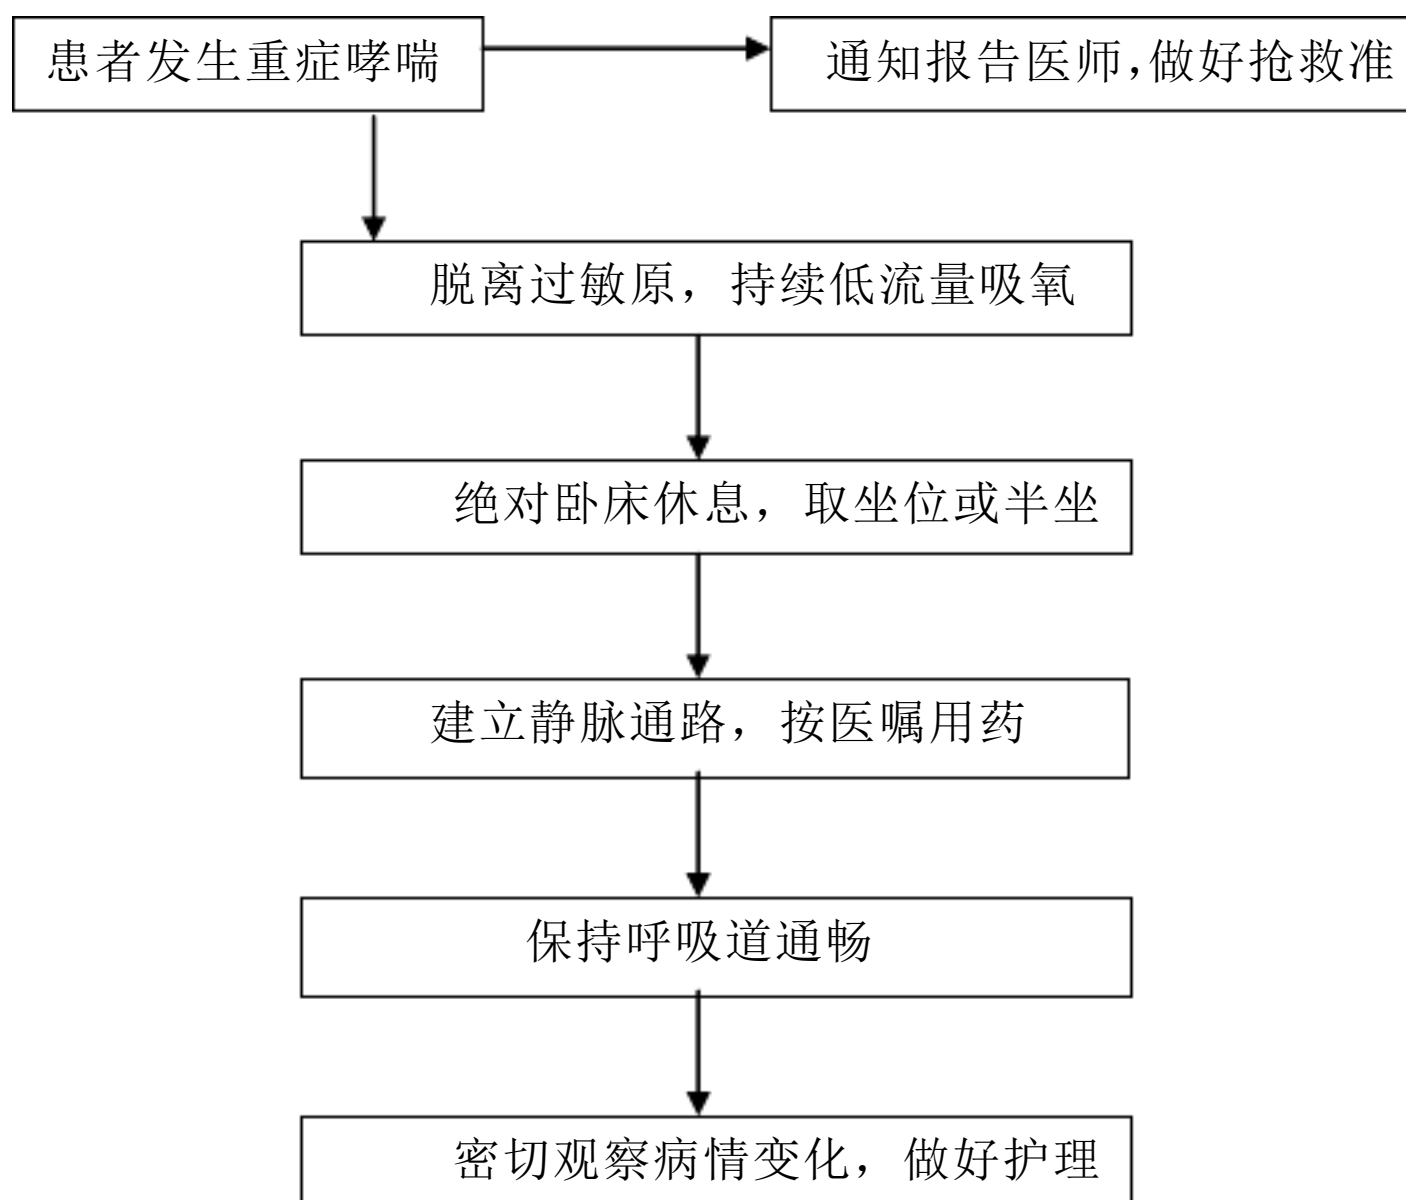 患者发生重症哮喘
通知报告医师,做好抢救准
脱离过敏原，持续低流量吸氧
绝对卧床休息，取坐位或半坐
建立静脉通路，按医嘱用药
保持呼吸道通畅
密切观察病情变化，做好护理